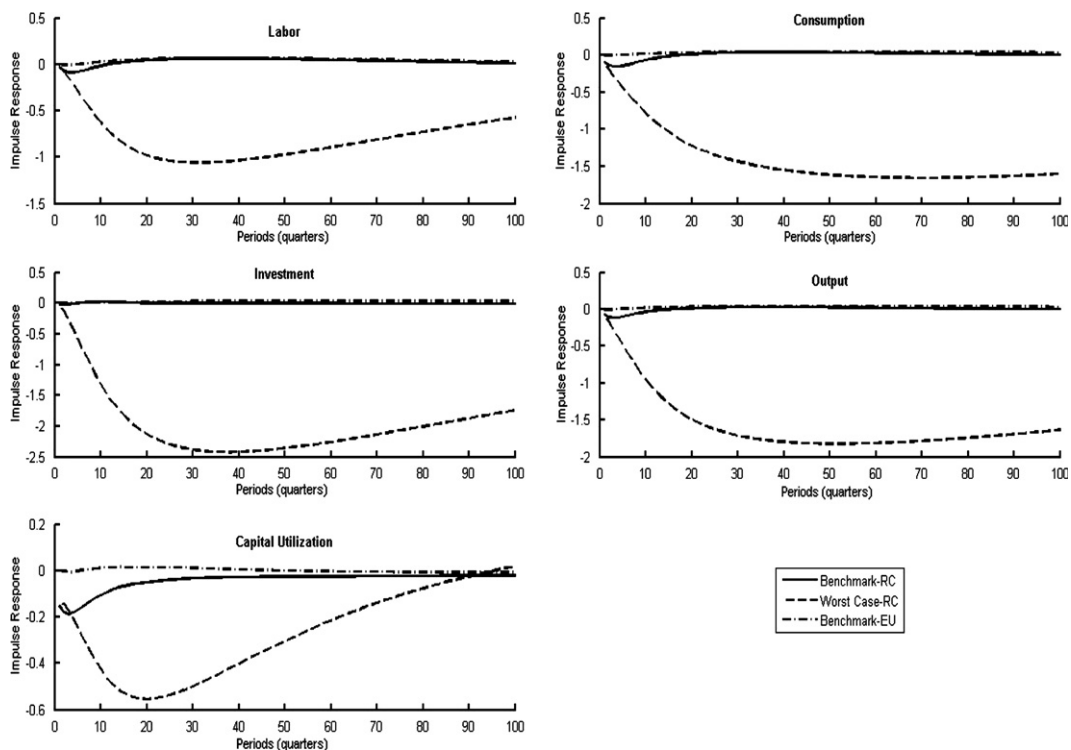 Labor
Impulse Response
0.5
0
-0.5
-1
-1.5
0 10 20 30 40 50 60 70 80 90 100
Periods (quarters)
Consumption
Impulse Response
0.5
0
-0.5
-1
-1.5
-2
0 10 20 30 40 50 60 70 80 90 100
Periods (quarters)
Investment
Impulse Response
0.5
0
-0.5
-1
-1.5
-2
-2.5
0 10 20 30 40 50 60 70 80 90 100
Periods (quarters)
Output
Impulse Response
0.5
0
-0.5
-1
-1.5
-2
0 10 20 30 40 50 60 70 80 90 100
Periods (quarters)
Capital Utilization
Impulse Response
0.2
0
-0.2
-0.4
-0.6
0 10 20 30 40 50 60 70 80 90 100
Periods (quarters)
Benchmark-RC
Worst Case-RC
Benchmark-EU